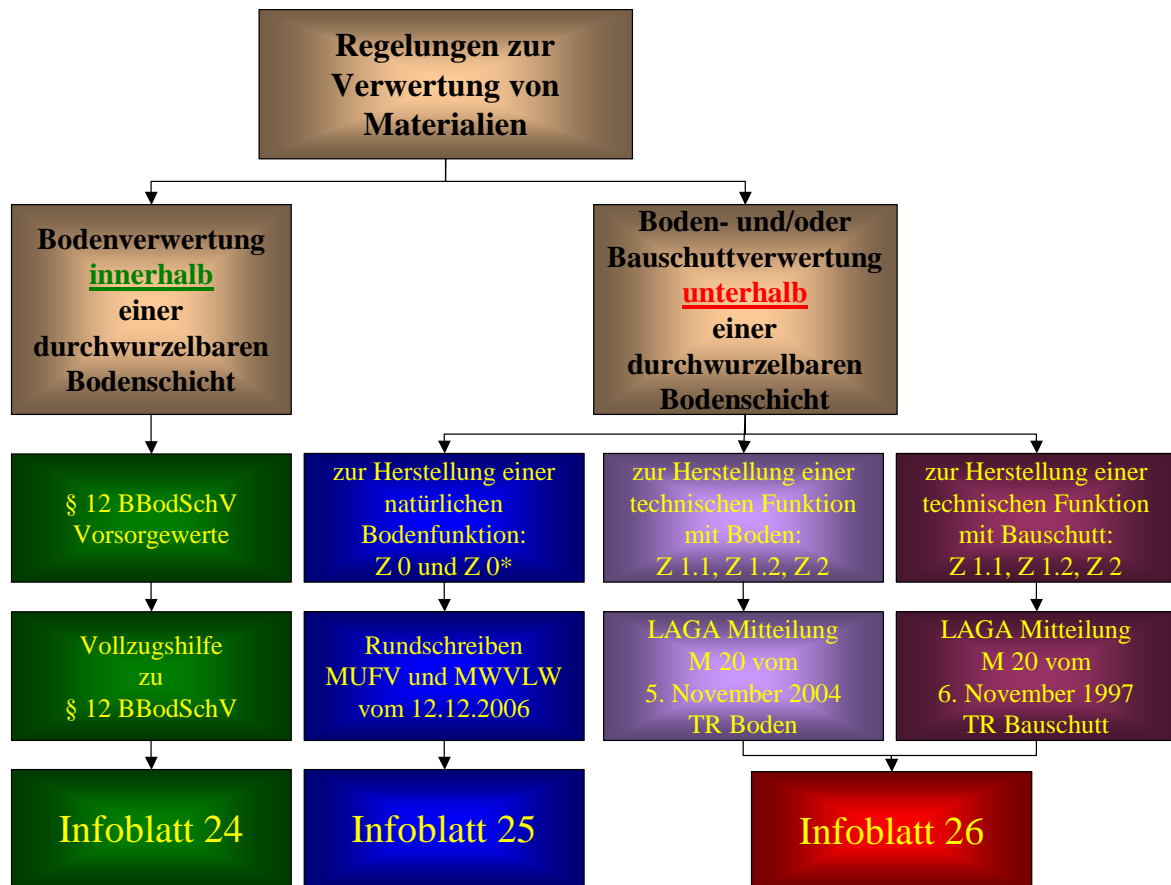 Regelungen zur
Verwertung von
Materialien
Bodenverwertung
innerhalb
einer
durchwurzelbaren
Bodenschicht
Boden- und/oder
Bauschuttverwertung
unterhalb
einer
durchwurzelbaren
Bodenschicht
§ 12 BBodSchV
Vorsorgewerte
zur Herstellung einer
natürlichen
Bodenfunktion:
Z 0 und Z 0*
zur Herstellung einer
technischen Funktion
mit Boden:
Z 1.1, Z 1.2, Z 2
zur Herstellung einer
technischen Funktion
mit Bauschutt:
Z 1.1, Z 1.2, Z 2
Vollzugshilfe
zu
§ 12 BBodSchV
Rundschreiben
MUFV und MWVLW
vom 12.12.2006
LAGA Mitteilung
M 20 vom
5. November 2004
TR Boden
LAGA Mitteilung
M 20 vom
6. November 1997
TR Bauschutt
Infoblatt 24
Infoblatt 25
Infoblatt 26